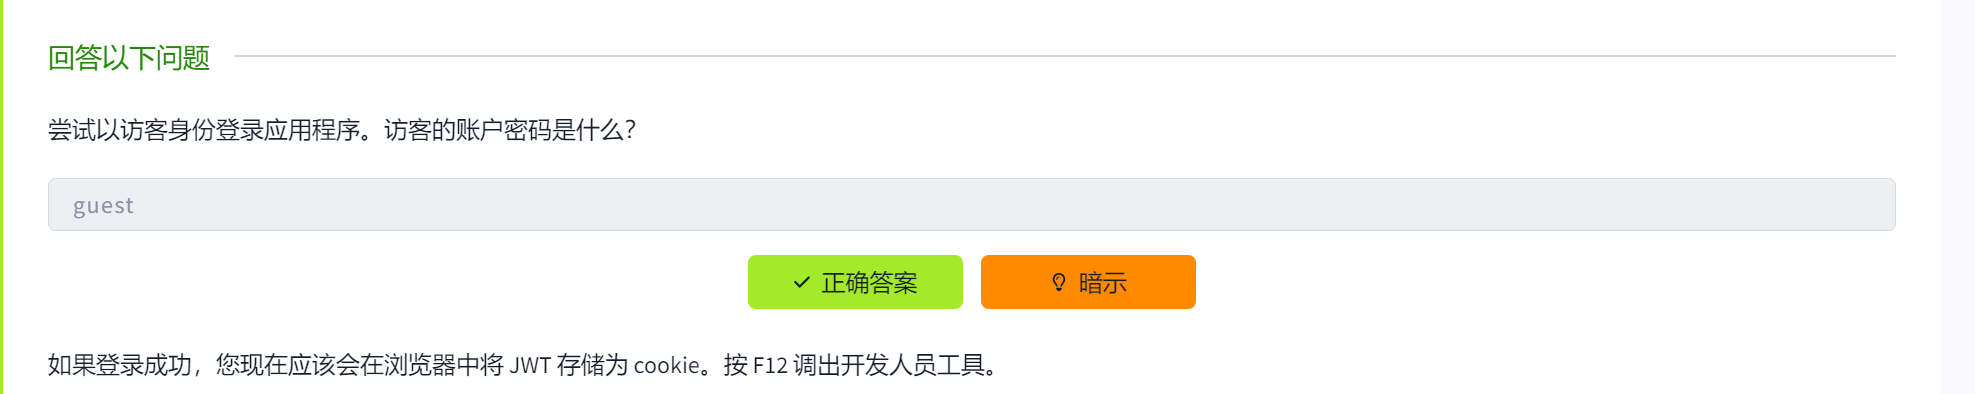 回答以下问题
尝试以访客身份登录应用程序。访客的账户密码是什么？
guest
正确答案
暗示
如果登录成功，您现在应该会在浏览器中将 JWT 存储为 cookie。按 F12 调出开发人员工具。